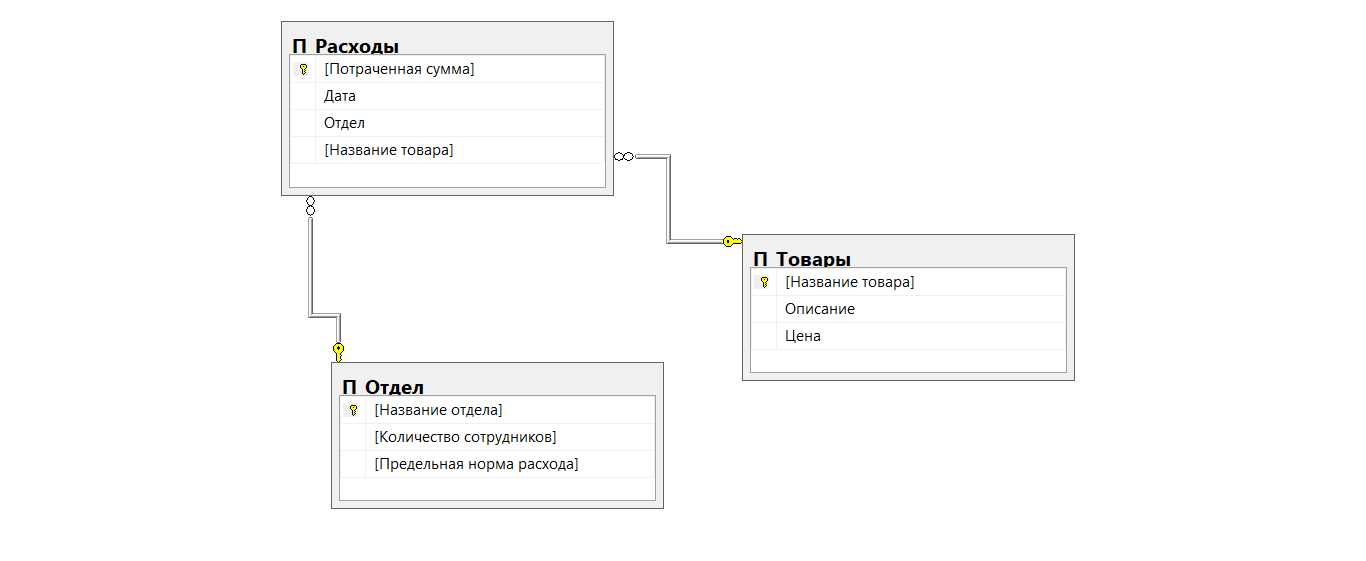 П_Расходы
[Потраченная сумма]
Дата
Отдел
[Название товара]
П_Товары
[Название товара]
Описание
Цена
П_Отдел
[Название отдела]
[Количество сотрудников]
[Предельная норма расхода]